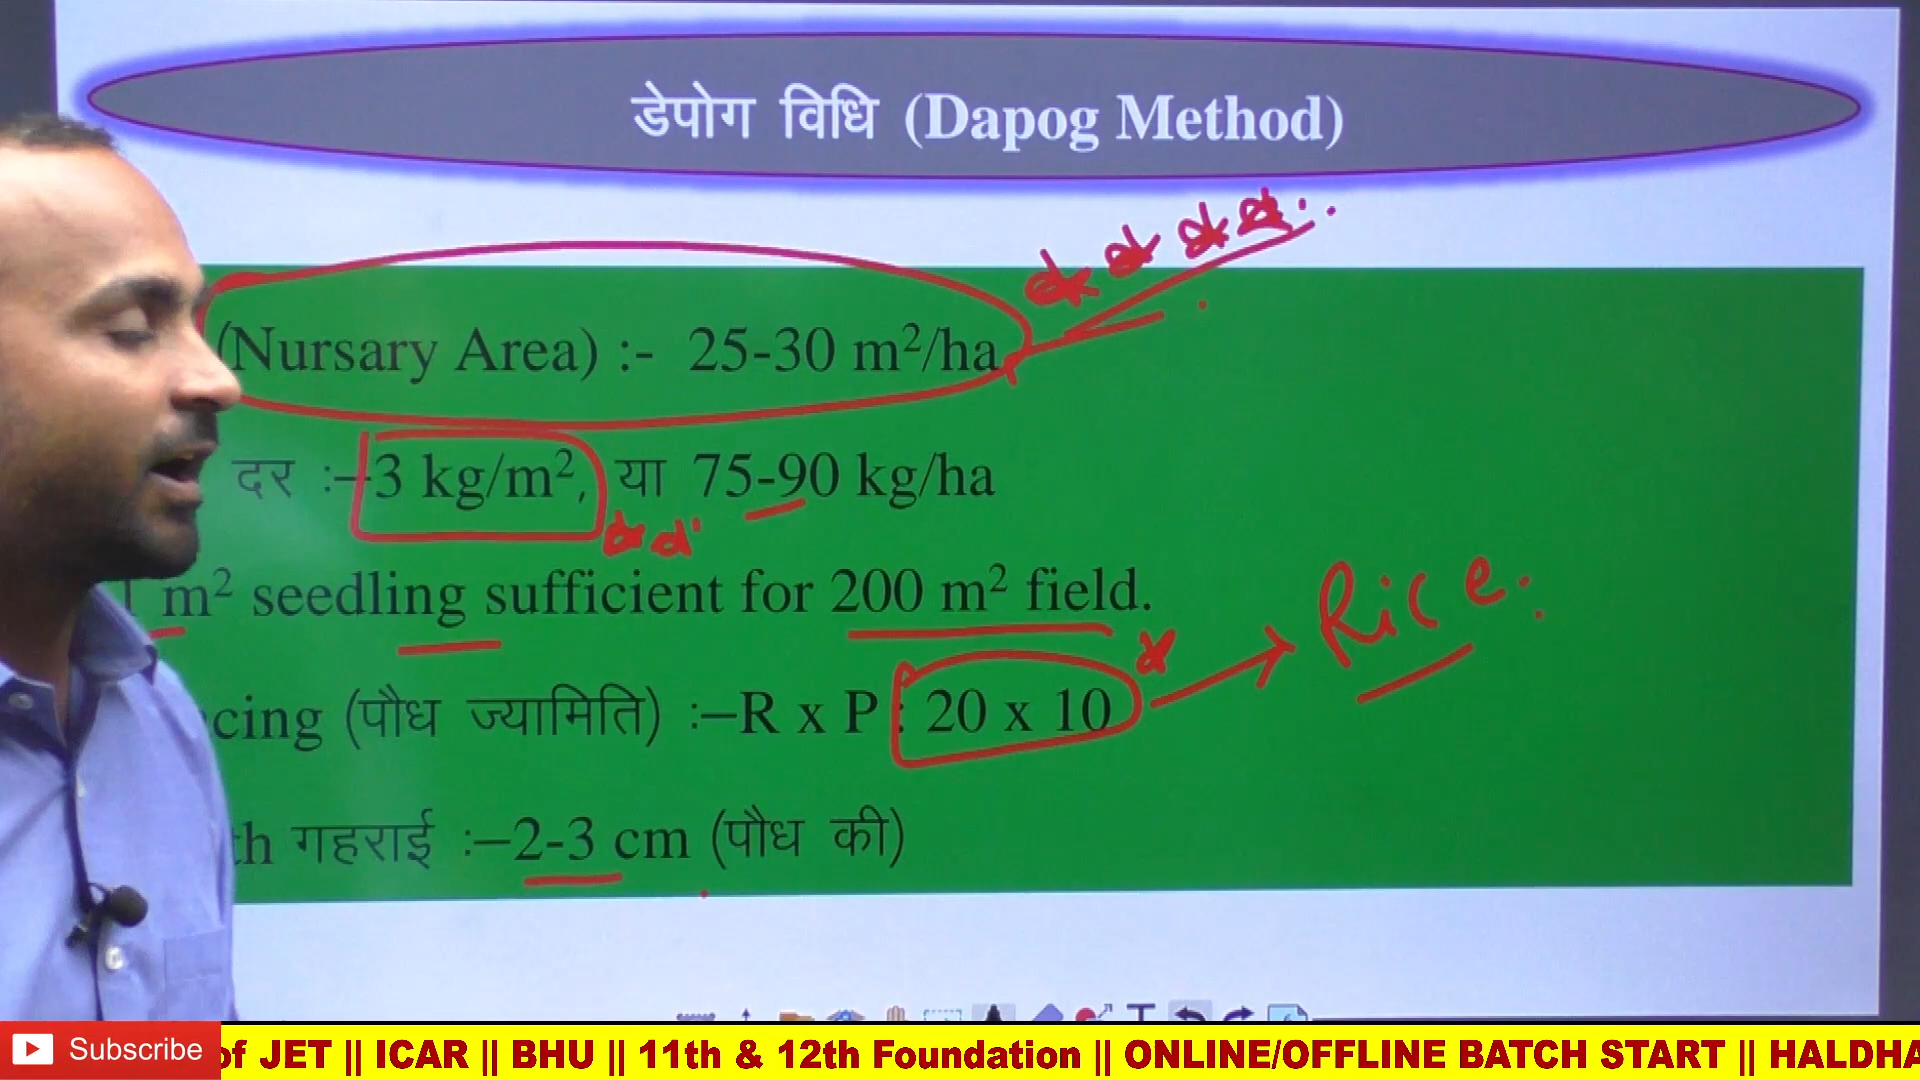 डेपोग विधि (Dapog Method)
(Nursary Area) :- 25-30 m²/ha
दर :–3 kg/m², या 75-90 kg/ha
m² seedling sufficient for 200 m² field.
Rice.
cing (पौध ज्यामिति) :–R x P : 20 x 10
th गहराई :–2-3 cm (पौध की)
Subscribe
of JET || ICAR || BHU || 11th & 12th Foundation || ONLINE/OFFLINE BATCH START || HALDHA